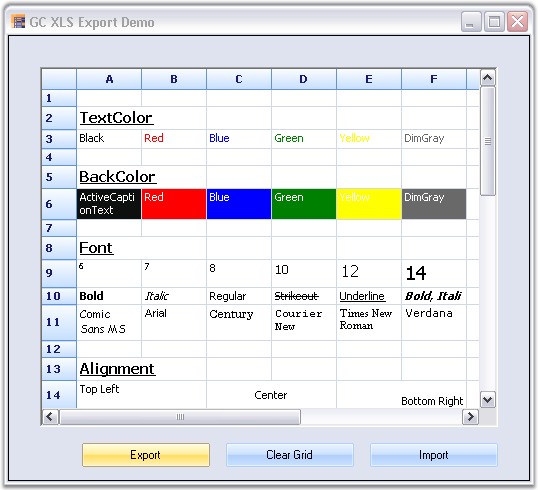 GC XLS Export Demo
A B C D E F
1
2 TextColor
3 Black Red Blue Green Yellow DimGray
4
5 BackColor
6 ActiveCapti Red Blue Green Yellow DimGray
onText
7
8 Font
9 6 7 8 10 12 14
10 Bold Italic Regular Strikeout Underline Bold, Itali
11 Comic Arial Century Courier Times New Verdana
Sans MS New Roman
12
13 Alignment
14 Top Left Center Bottom Right
Export Clear Grid Import